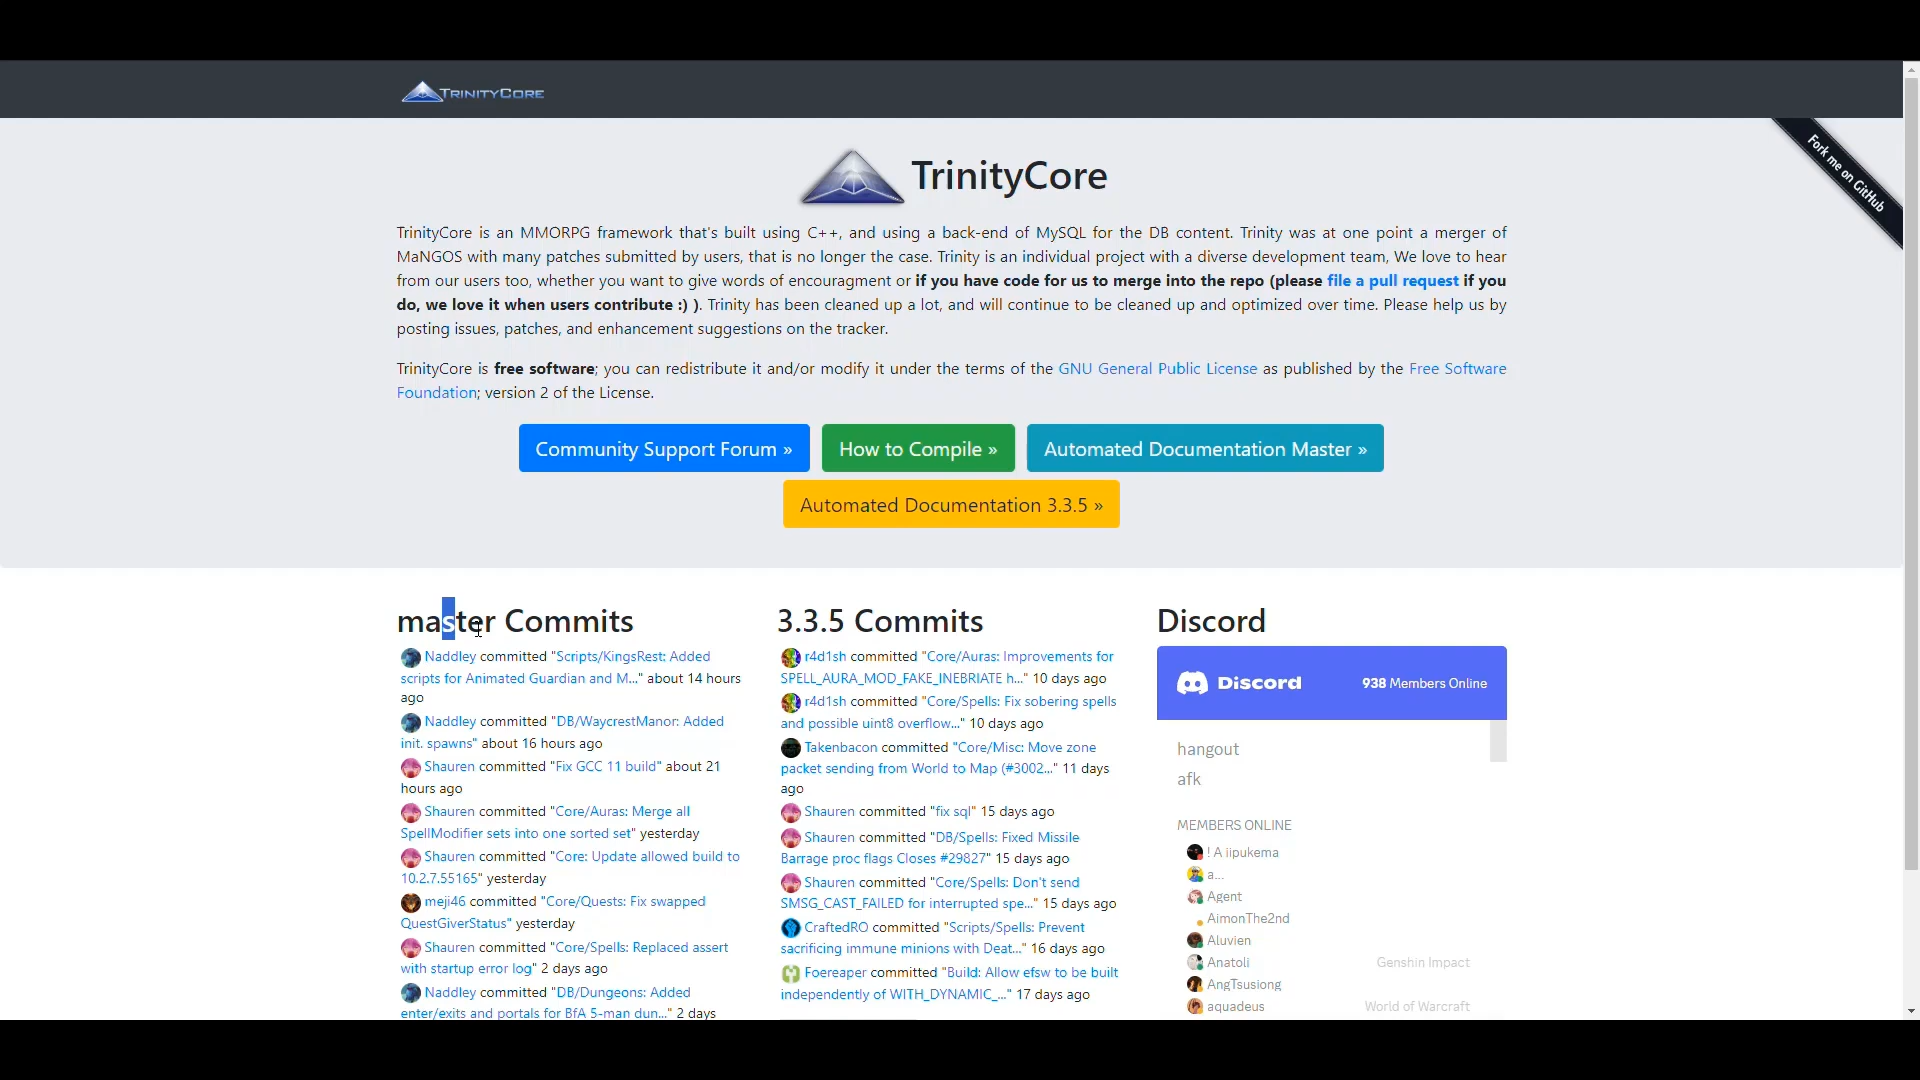 TRINITYCORE
Fork me on GitHub
TrinityCore
TrinityCore is an MMORPG framework that's built using C++, and using a back-end of MySQL for the DB content. Trinity was at one point a merger of
MaNGOS with many patches submitted by users, that is no longer the case. Trinity is an individual project with a diverse development team, We love to hear
from our users too, whether you want to give words of encouragment or if you have code for us to merge into the repo (please file a pull request if you
do, we love it when users contribute :) ). Trinity has been cleaned up a lot, and will continue to be cleaned up and optimized over time. Please help us by
posting issues, patches, and enhancement suggestions on the tracker.
TrinityCore is free software; you can redistribute it and/or modify it under the terms of the GNU General Public License as published by the Free Software
Foundation; version 2 of the License.
Community Support Forum »
How to Compile »
Automated Documentation Master »
Automated Documentation 3.3.5 »
master Commits
Naddley committed "Scripts/KingsRest: Added
scripts for Animated Guardian and M..." about 14 hours
ago
Naddley committed "DB/WaycrestManor: Added
init. spawns" about 16 hours ago
Shauren committed "Fix GCC 11 build" about 21
hours ago
Shauren committed "Core/Auras: Merge all
SpellModifier sets into one sorted set" yesterday
Shauren committed "Core: Update allowed build to
10.2.7.55165" yesterday
meji46 committed "Core/Quests: Fix swapped
QuestGiverStatus" yesterday
Shauren committed "Core/Spells: Replaced assert
with startup error log" 2 days ago
Naddley committed "DB/Dungeons: Added
enter/exits and portals for BfA 5-man dun..." 2 days
3.3.5 Commits
r4d1sh committed "Core/Auras: Improvements for
SPELL_AURA_MOD_FAKE_INEBRIATE h..." 10 days ago
r4d1sh committed "Core/Spells: Fix sobering spells
and possible uint8 overflow..." 10 days ago
Takenbacon committed "Core/Misc: Move zone
packet sending from World to Map (#3002..." 11 days
ago
Shauren committed "fix sql" 15 days ago
Shauren committed "DB/Spells: Fixed Missile
Barrage proc flags Closes #29827" 15 days ago
Shauren committed "Core/Spells: Don't send
SMSG_CAST_FAILED for interrupted spe..." 15 days ago
CraftedRO committed "Scripts/Spells: Prevent
sacrificing immune minions with Deat..." 16 days ago
Foereaper committed "Build: Allow efsw to be built
independently of WITH_DYNAMIC_..." 17 days ago
Discord
Discord
938 Members Online
hangout
afk
MEMBERS ONLINE
! A iipukema
a...
Agent
AimonThe2nd
Aluvien
Anatoli
Genshin Impact
AngTsusiong
aquadeus
World of Warcraft